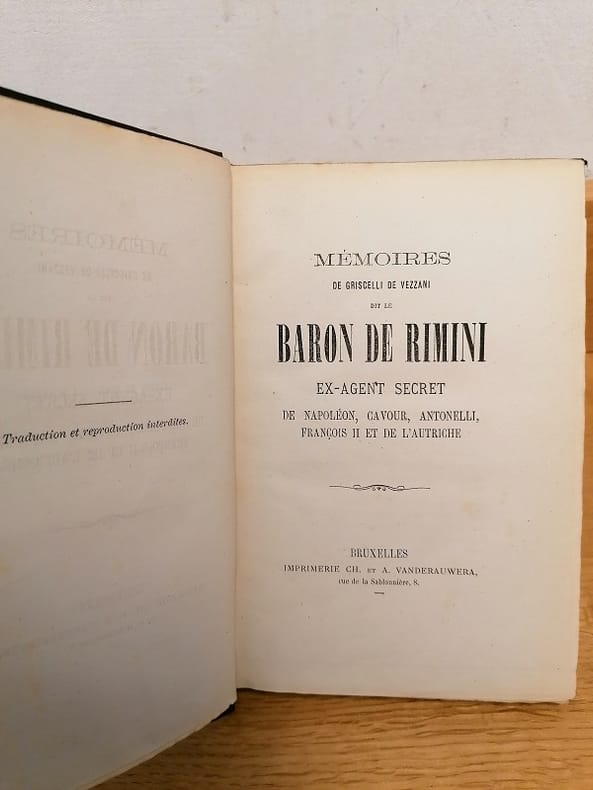 Traduction et reproduction interdites.
MÉMOIRES
DE GRISCELLI DE VEZZANI
DIT LE
BARON DE RIMINI
EX-AGENT SECRET
DE NAPOLÉON, CAVOUR, ANTONELLI,
FRANÇOIS II ET DE L'AUTRICHE
BRUXELLES
IMPRIMERIE CH. ET A. VANDERAUWERA,
rue de la Sablonnière, 8.